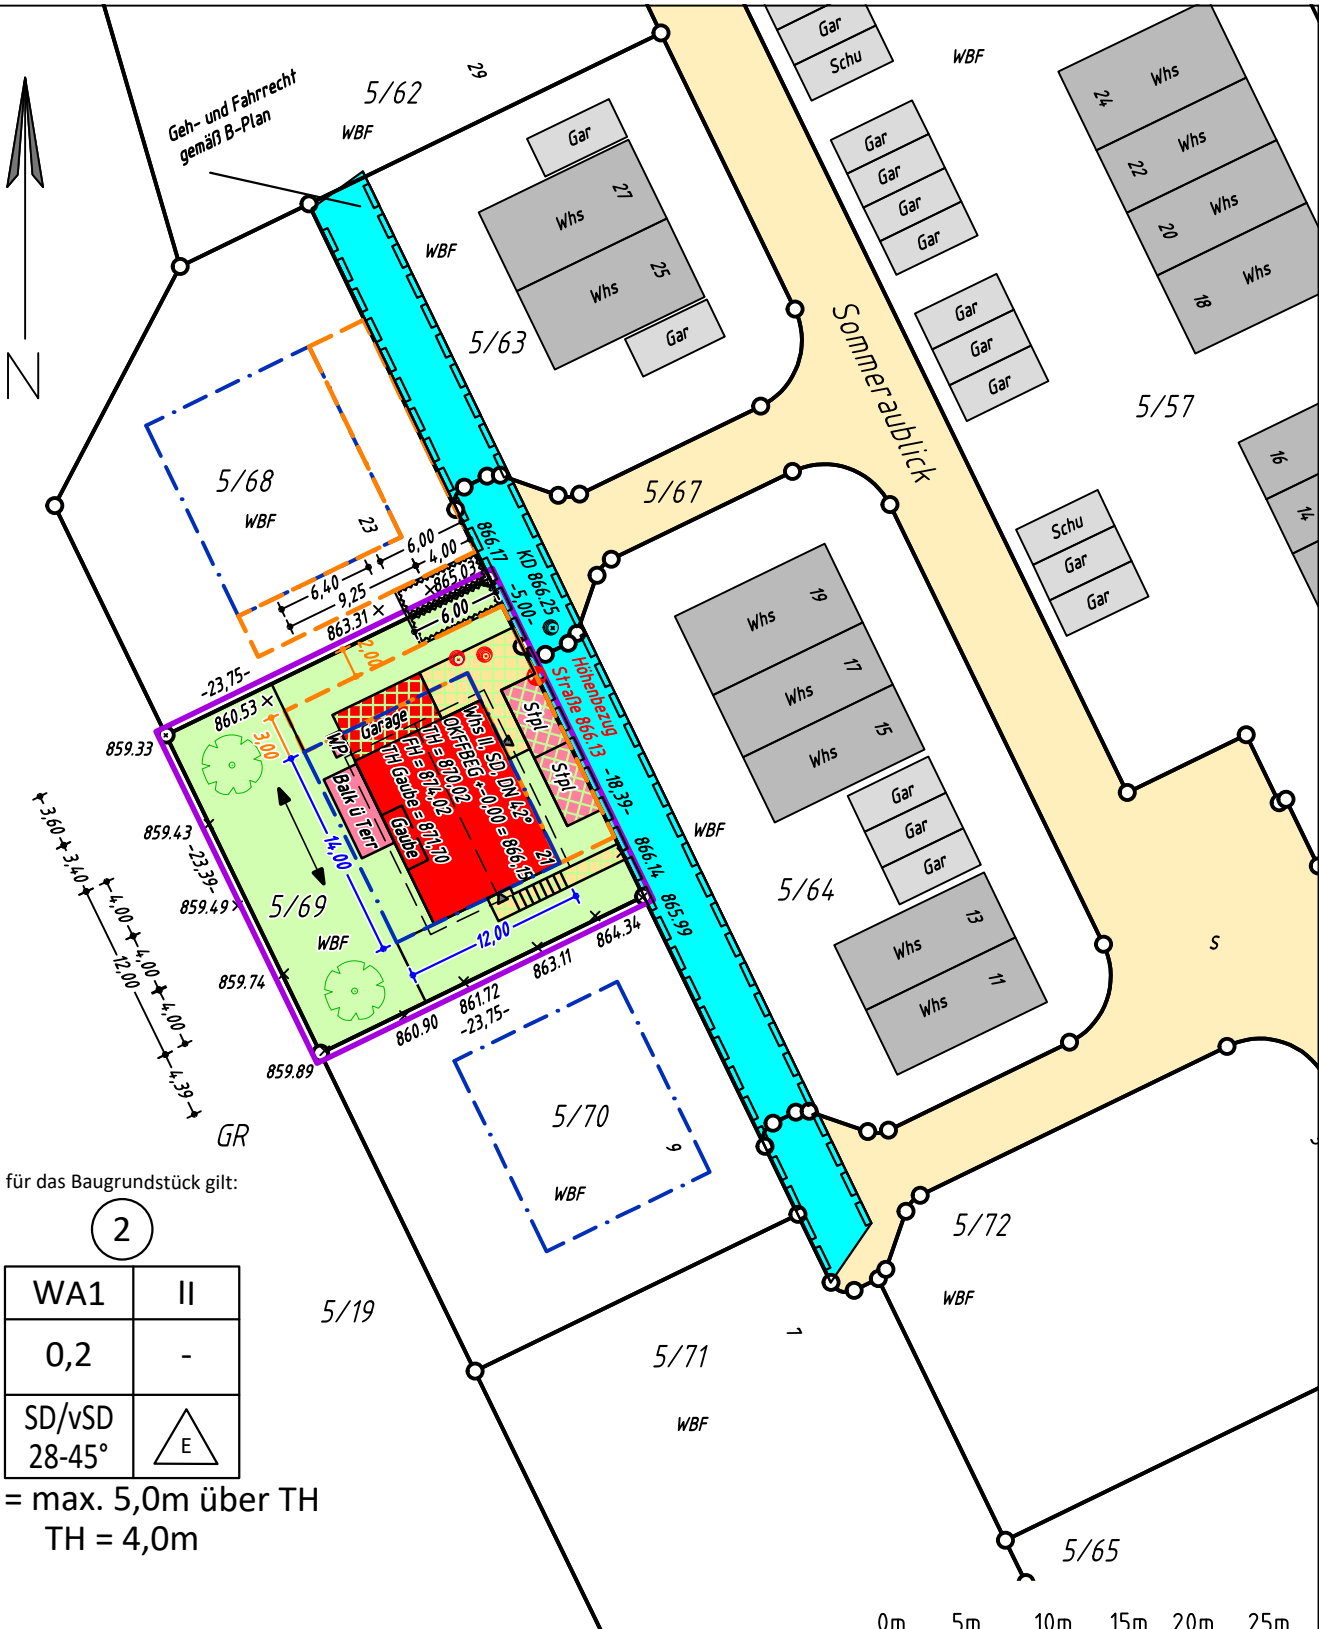 Gar
Schu
WBF
29
5/62
WBF
Geh- und Fahrrecht
gemäß B-Plan
Gar
24
Whs
22
Whs
20
Whs
18
Whs
Gar
Gar
Gar
Gar
27
Whs
25
Whs
WBF
Gar
Gar
Gar
Gar
5/63
Sommeraublick
N
5/57
16
14
5/68
WBF
23
5/67
Schu
Gar
Gar
6,00
4,00
6,40
9,25
865.03
863.31
6,00
866.17
KD 866.25
-5,00-
2,00
19
Whs
17
Whs
15
Whs
-23,75-
860.53
3,00
859.33
Höhenbezug
Straße 866.13
-18,39-
Garage
WP
Balk ü Terr
Gaube
Whs II, SD, DN 42°
OKFFBEG +-0,00 = 866,15
TH = 870,02
FH = 874,02
TH Gaube = 871,70
21
Stpl
Stpl
14,00
12,00
859.43
-23,39-
859.49
5/69
WBF
866.14
865.99
864.34
863.11
861.72
-23,75-
860.90
859.74
859.89
WBF
5/64
Gar
Gar
Gar
13
Whs
11
Whs
S
3,60
3,40
12,00
4,39
4,00
4,00
4,00
GR
5/70
9
WBF
für das Baugrundstück gilt:
2
WA1
II
0,2
-
SD/vSD
28-45°
E
= max. 5,0m über TH
TH = 4,0m
5/19
5/72
WBF
7
5/71
WBF
5/65
0m 5m 10m 15m 20m 25m